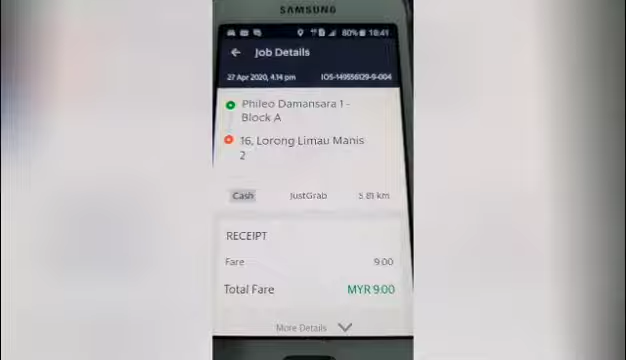 SAMSUNG
80% 18:41
Job Details
27 Apr 2020, 4.14 pm IOS-149556129-9-004
Phileo Damansara 1 -
Block A
16, Lorong Limau Manis
2
Cash JustGrab 5.81 km
RECEIPT
Fare 9.00
Total Fare MYR 9.00
More Details